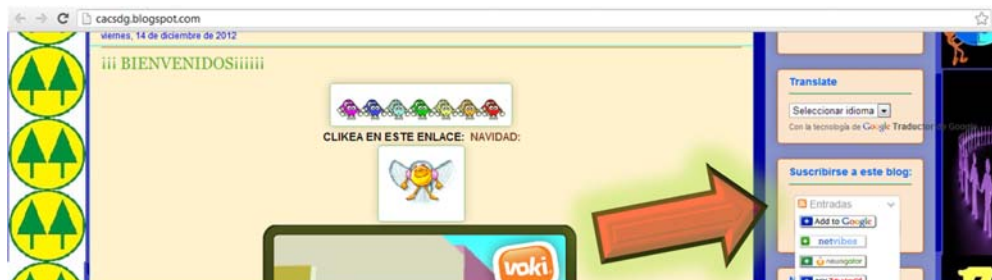 cacsdg.blogspot.com
viernes, 14 de diciembre de 2012
¡¡¡ BIENVENIDOS¡¡¡¡¡¡
CLIKEA EN ESTE ENLACE: NAVIDAD:
voki
Translate
Seleccionar idioma
Con la tecnología de Google Traductor de Google
Suscribirse a este blog:
Entradas
Add to Google
netvibes
newsgator